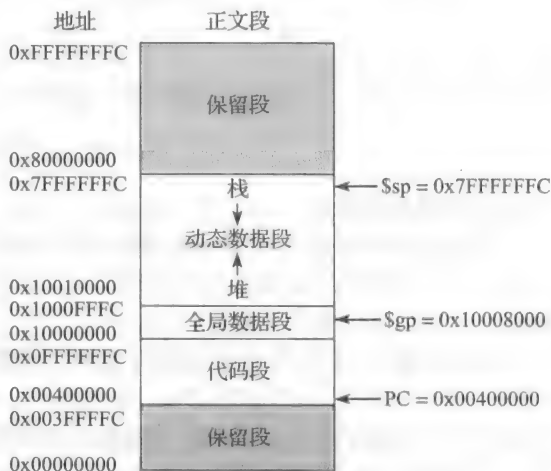 地址 正文段
0xFFFFFFFC
保留段
0x80000000
0x7FFFFFFC 栈 $sp = 0x7FFFFFFC
动态数据段
0x10010000 堆
0x1000FFFC
全局数据段 $gp = 0x10008000
0x10000000
0x0FFFFFFC
代码段
0x00400000 PC = 0x00400000
0x003FFFFC
保留段
0x00000000